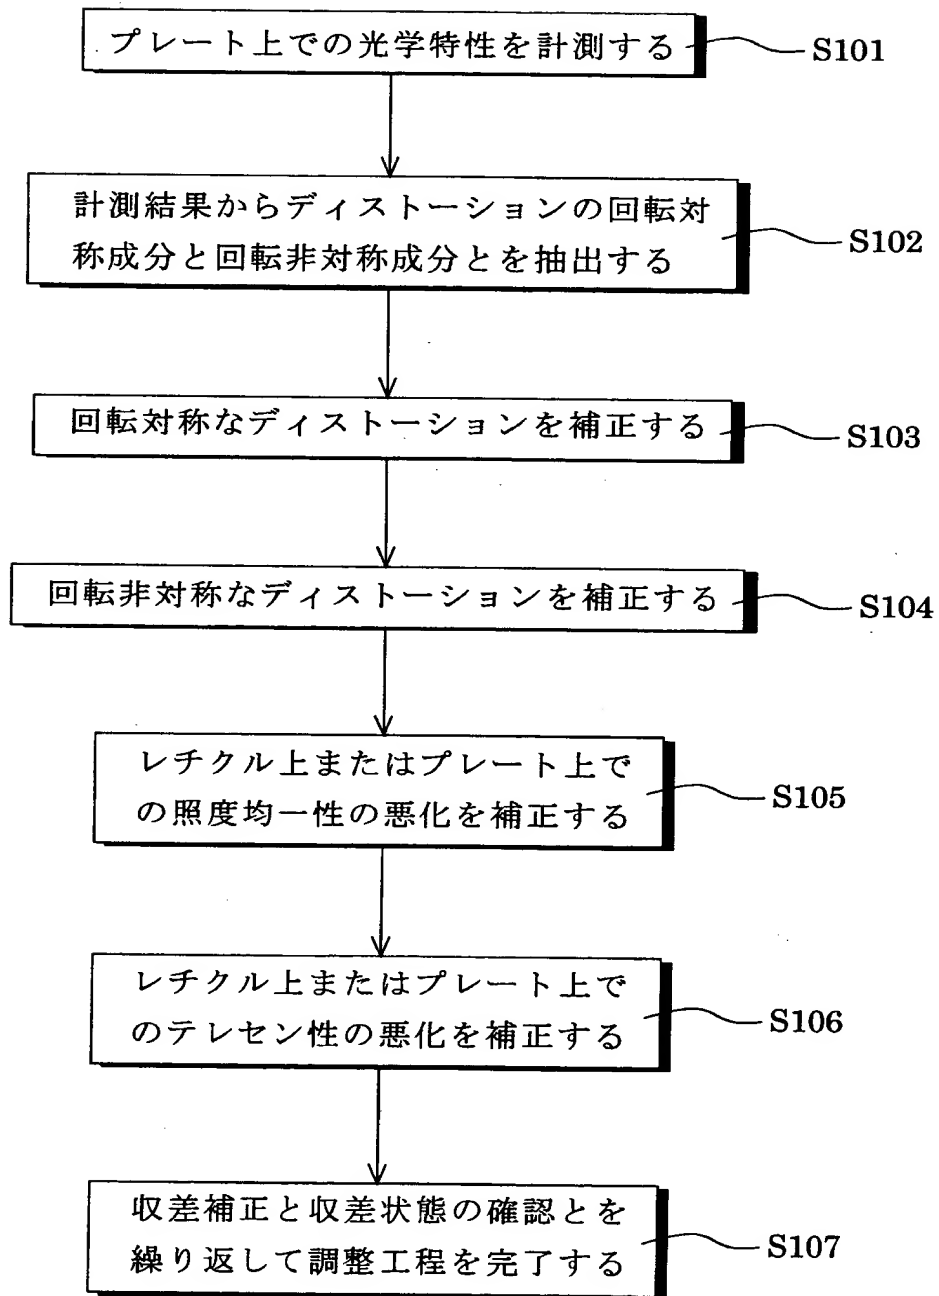 プレート上での光学特性を計測する
S101
計測結果からディストーションの回転対
称成分と回転非対称成分とを抽出する
S102
回転対称なディストーションを補正する
S103
回転非対称なディストーションを補正する
S104
レチクル上またはプレート上で
の照度均一性の悪化を補正する
S105
レチクル上またはプレート上で
のテレセン性の悪化を補正する
S106
収差補正と収差状態の確認とを
繰り返して調整工程を完了する
S107